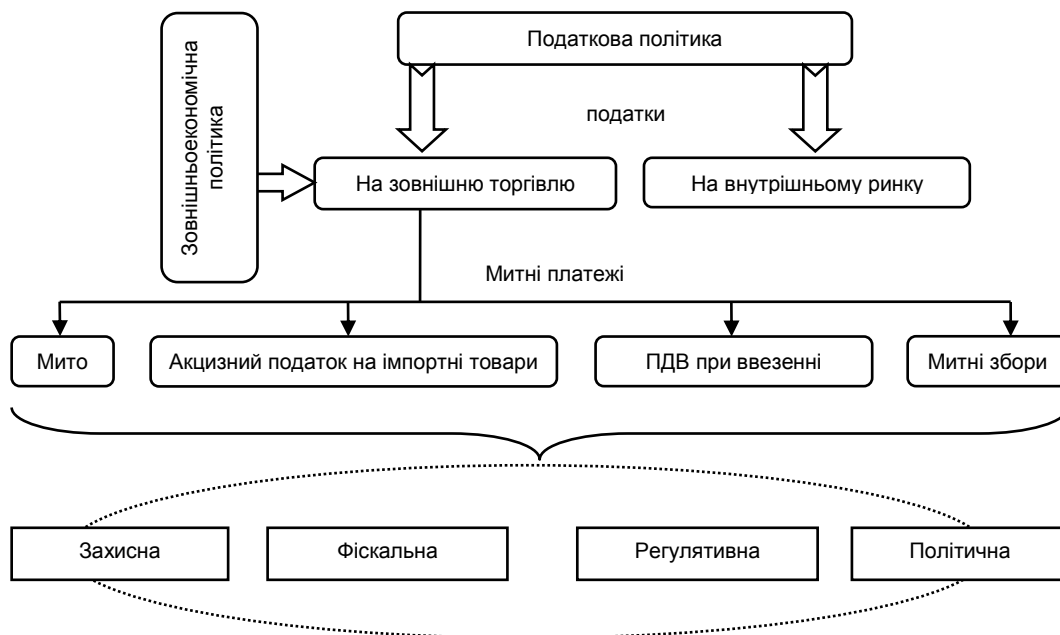 Податкова політика
Зовнішньоекономічна
політика
податки
На зовнішню торгівлю
На внутрішньому ринку
Митні платежі
Мито
Акцизний податок на імпортні товари
ПДВ при ввезенні
Митні збори
Захисна
Фіскальна
Регулятивна
Політична